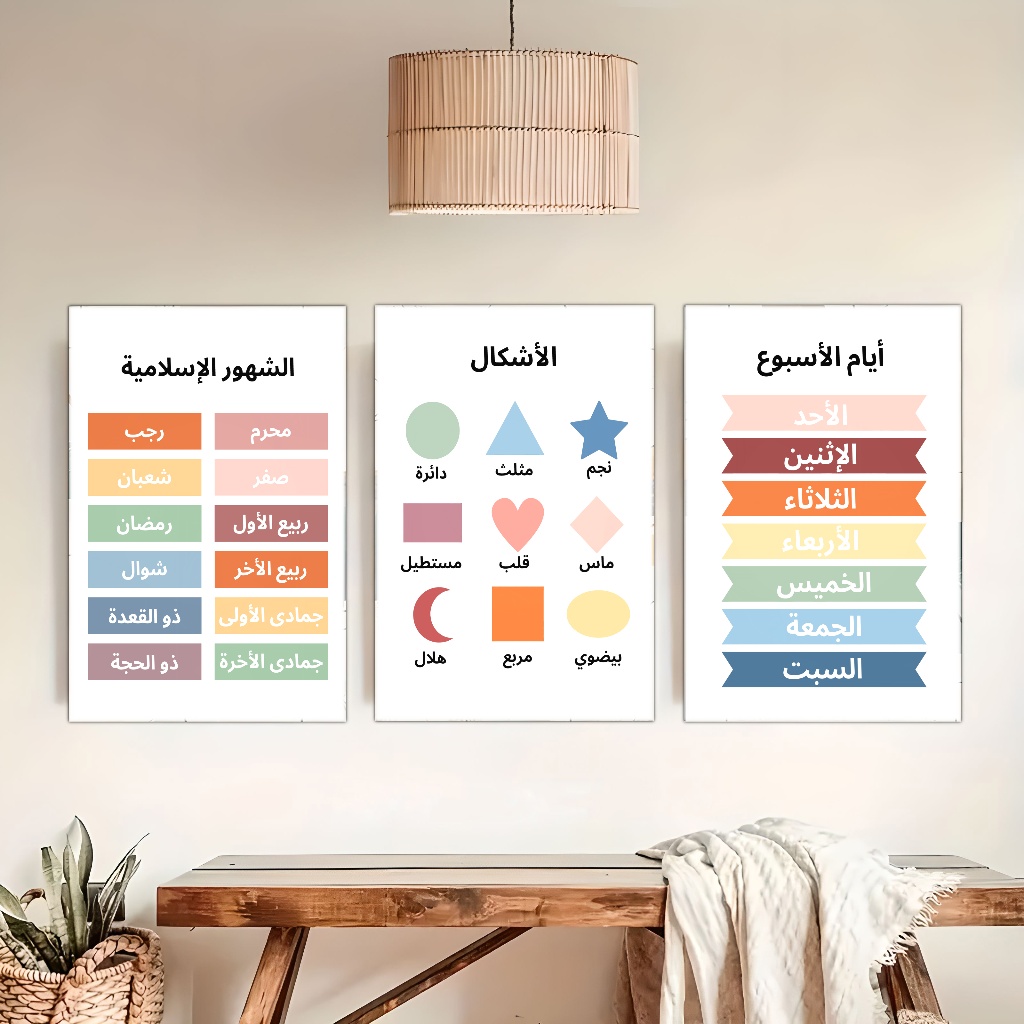 الشهور الإسلامية
محرم
رجب
صفر
شعبان
ربيع الأول
رمضان
ربيع الأخر
شوال
جمادى الأولى
ذو القعدة
جمادى الأخرة
ذو الحجة
الأشكال
نجم
مثلث
دائرة
ماس
قلب
مستطيل
بيضوي
مربع
هلال
أيام الأسبوع
الأحد
الإثنين
الثلاثاء
الأربعاء
الخميس
الجمعة
السبت